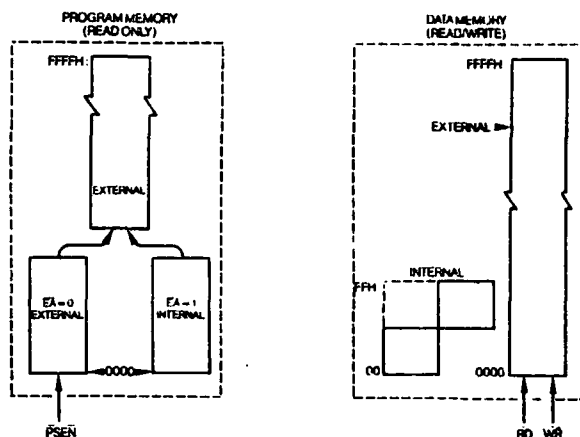 PROGRAM MEMORY
(READ ONLY)
FFFFH
EXTERNAL
EA = 0
EXTERNAL
EA = 1
INTERNAL
0000
PSEN
DATA MEMORY
(READ/WRITE)
FFFFH
EXTERNAL
INTERNAL
FFH
00
0000
RD
WR